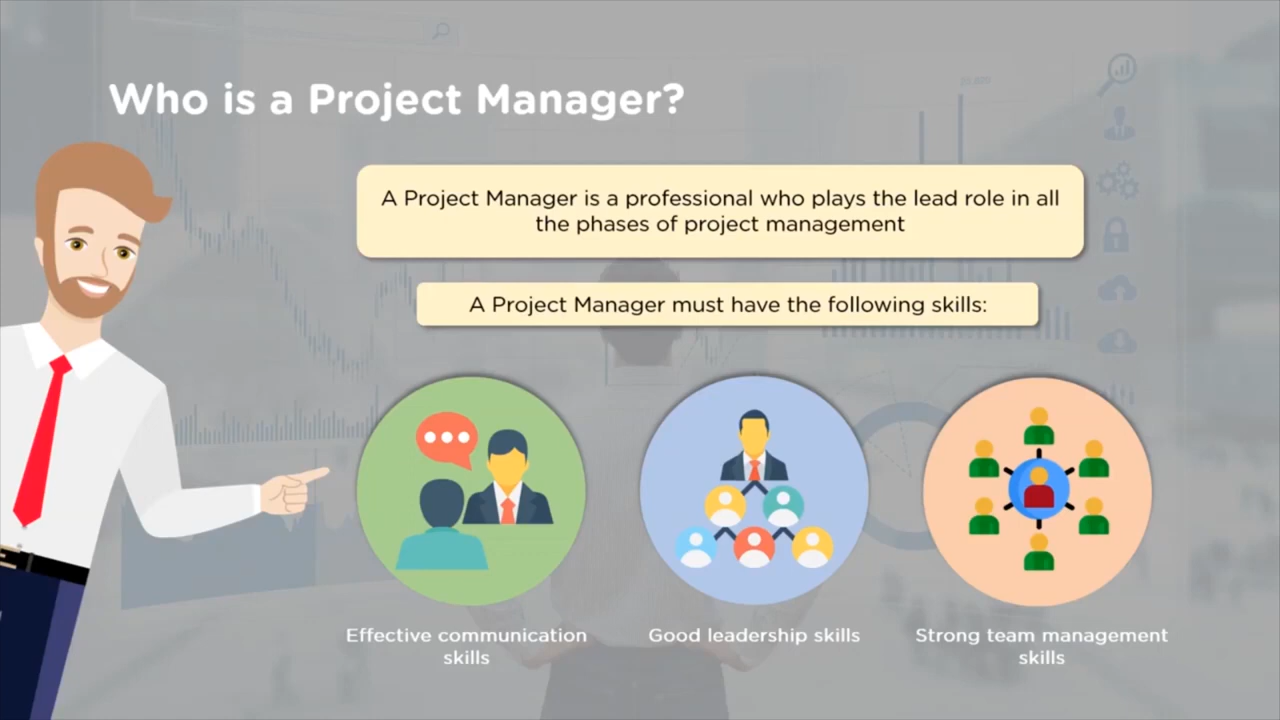 Who is a Project Manager?
A Project Manager is a professional who plays the lead role in all
the phases of project management
A Project Manager must have the following skills:
Effective communication
skills
Good leadership skills
Strong team management
skills